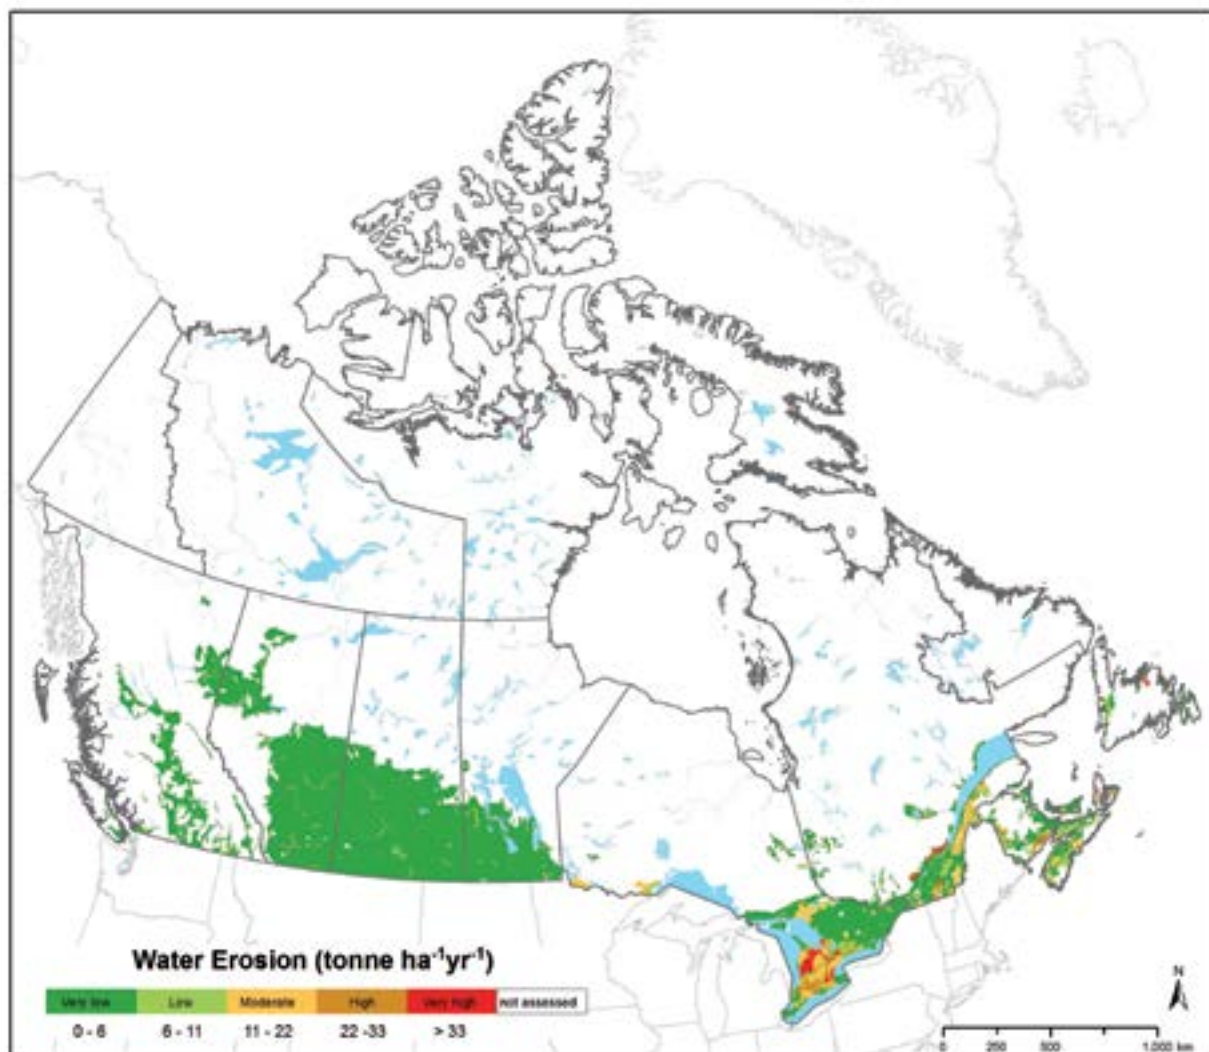 Water Erosion (tonne ha⁻¹yr⁻¹)
Very low Low Moderate High Very high not assessed
0 - 6 6 - 11 11 - 22 22 -33 > 33
N
0 250 500 1,000 km